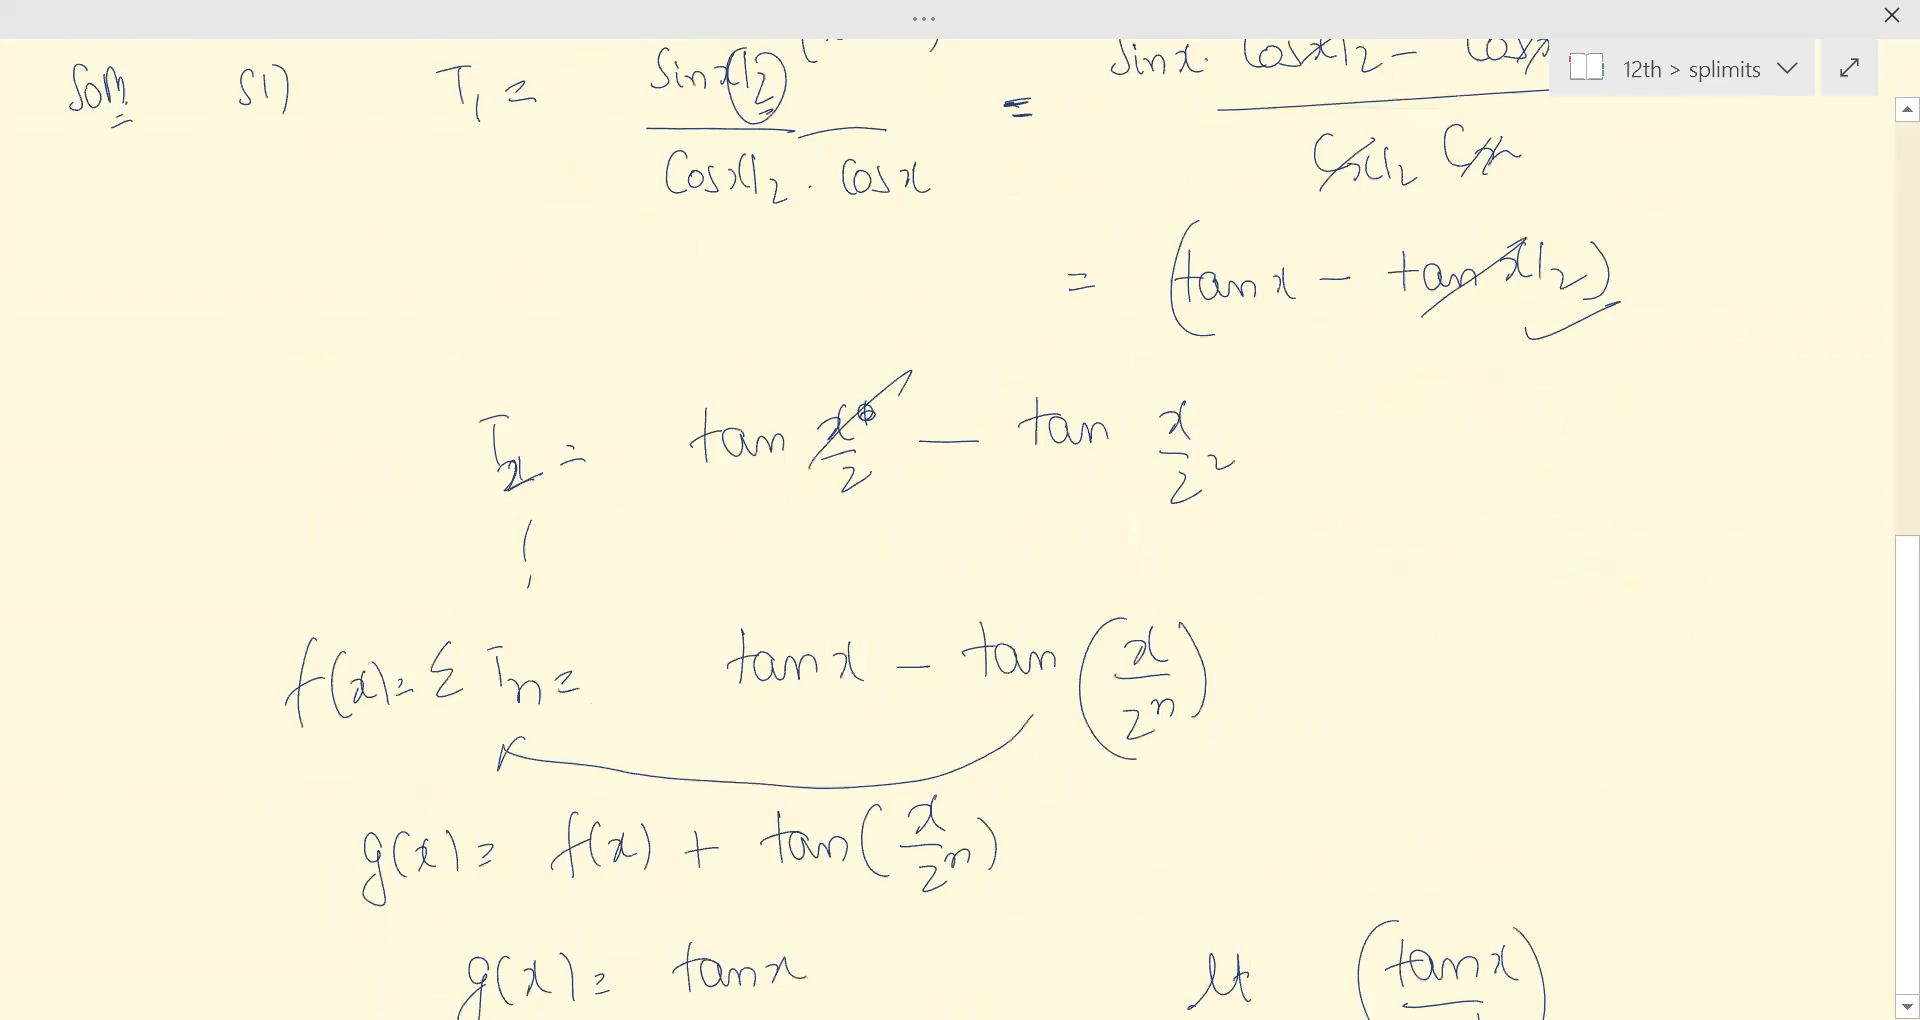 12th > splimits
Soln S1) T₁ = Sin x/2 / Cos x/2 · Cos x = Sin x · Cos x/2 − Cos x / Cos x/2 Cos x
= (tan x − tan x/2)
T₂ = tan x/2 − tan x/2²
f(x) = Σ Tₙ = tan x − tan (x/2ⁿ)
g(x) = f(x) + tan (x/2ⁿ)
g(x) = tan x lt (tan x